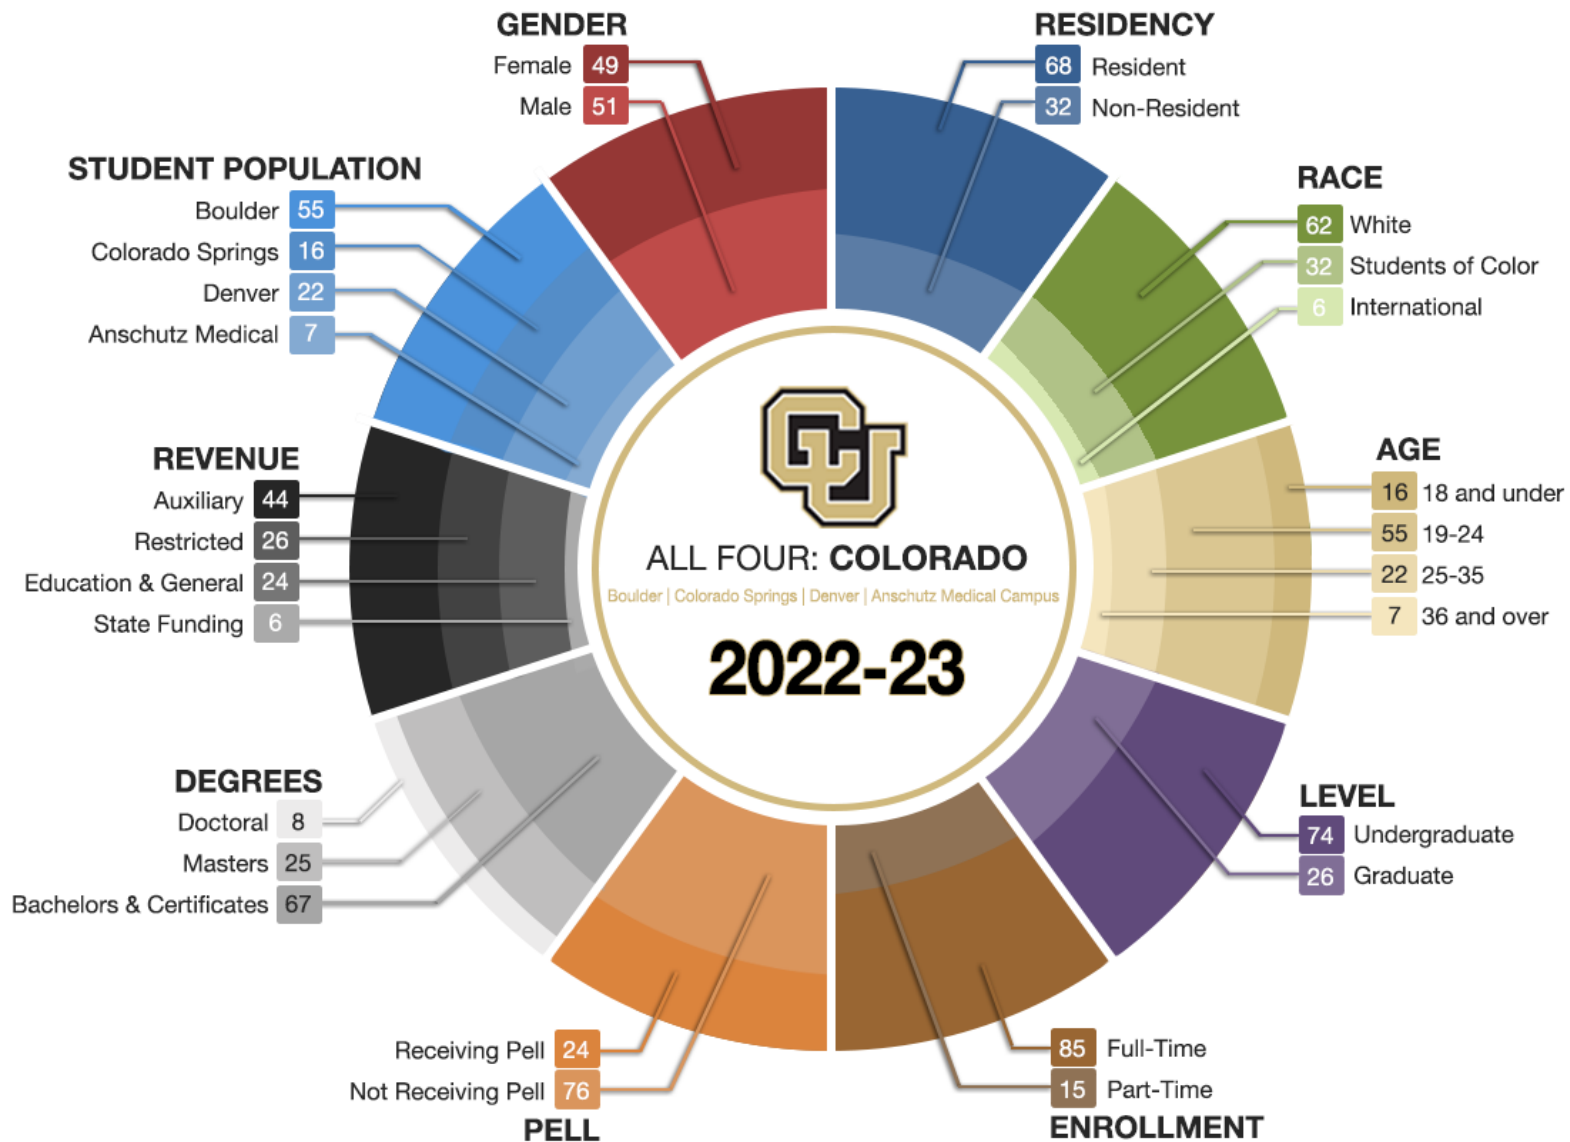 GENDER
Female 49
Male 51
RESIDENCY
68 Resident
32 Non-Resident
STUDENT POPULATION
Boulder 55
Colorado Springs 16
Denver 22
Anschutz Medical 7
RACE
62 White
32 Students of Color
6 International
REVENUE
Auxiliary 44
Restricted 26
Education & General 24
State Funding 6
AGE
16 18 and under
55 19-24
22 25-35
7 36 and over
CU
ALL FOUR: COLORADO
Boulder | Colorado Springs | Denver | Anschutz Medical Campus
2022-23
DEGREES
Doctoral 8
Masters 25
Bachelors & Certificates 67
LEVEL
74 Undergraduate
26 Graduate
Receiving Pell 24
Not Receiving Pell 76
PELL
85 Full-Time
15 Part-Time
ENROLLMENT